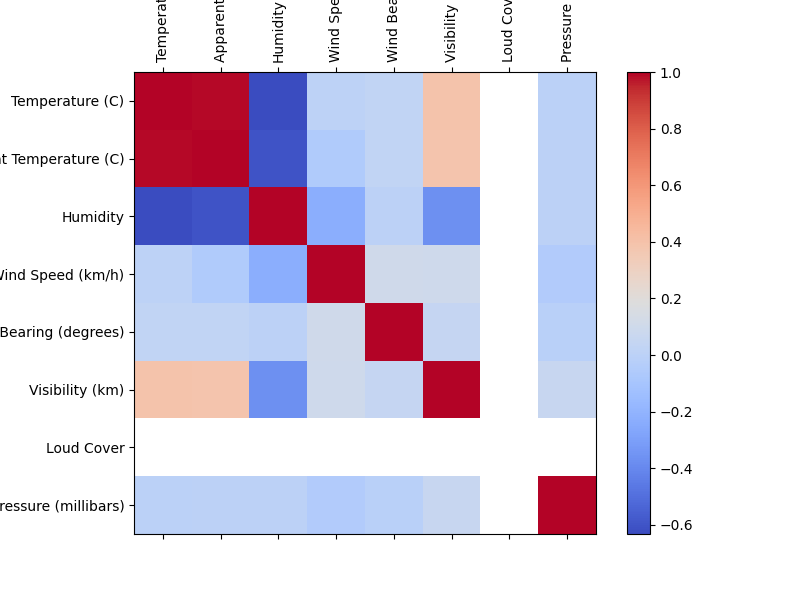 Temperat
Apparent
Humidity
Wind Spe
Wind Bea
Visibility
Loud Cov
Pressure
Temperature (C)
nt Temperature (C)
Humidity
Wind Speed (km/h)
Bearing (degrees)
Visibility (km)
Loud Cover
ressure (millibars)
1.0
0.8
0.6
0.4
0.2
0.0
−0.2
−0.4
−0.6